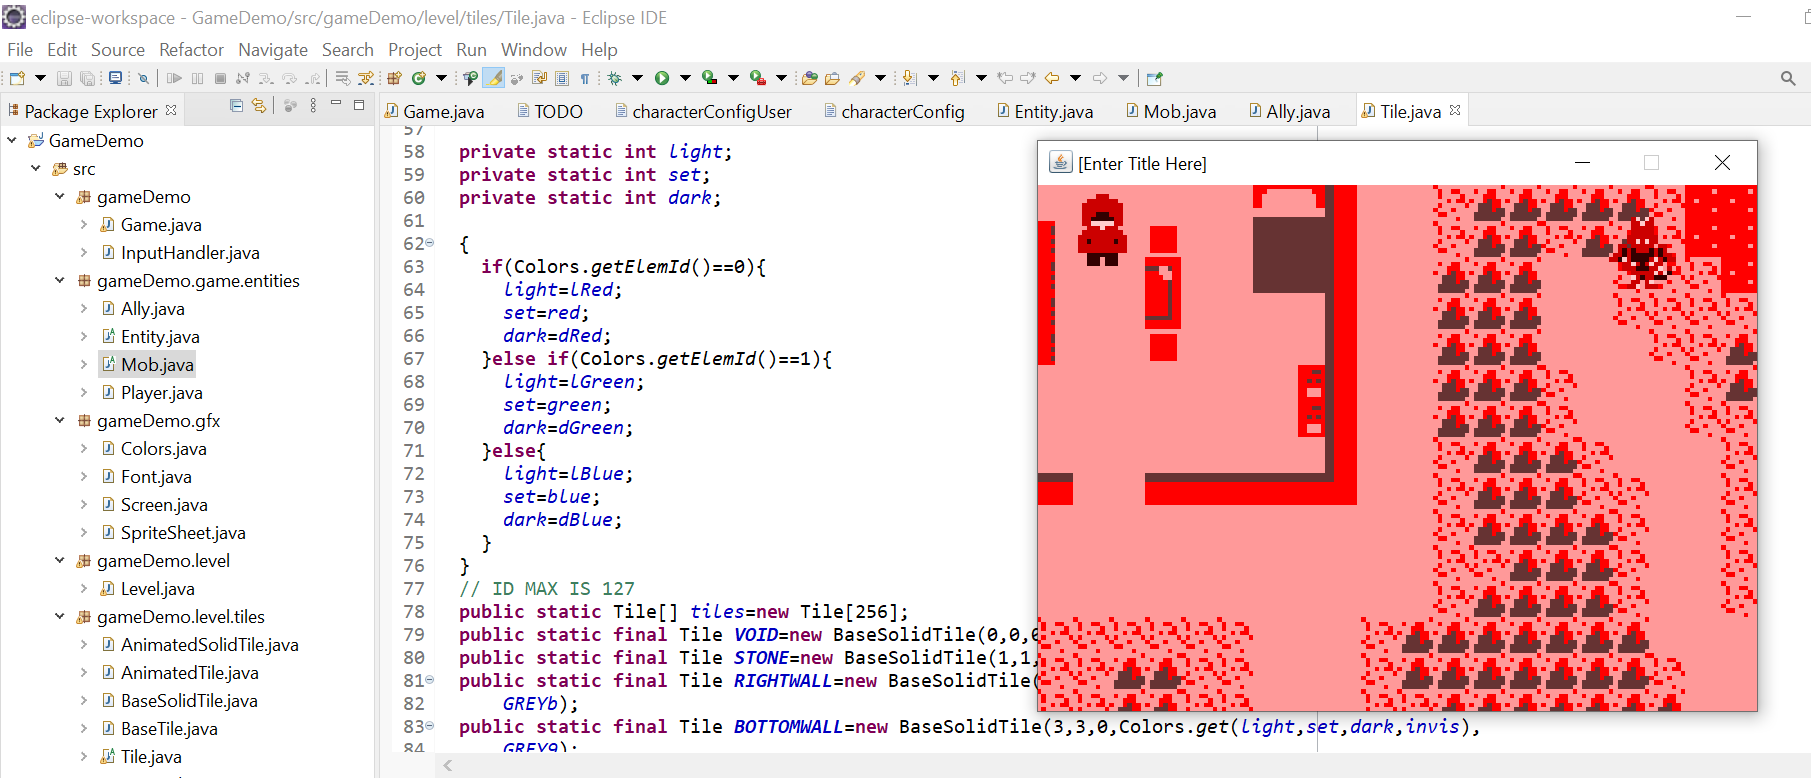 eclipse-workspace - GameDemo/src/gameDemo/level/tiles/Tile.java - Eclipse IDE
File Edit Source Refactor Navigate Search Project Run Window Help
Package Explorer
GameDemo
src
gameDemo
Game.java
InputHandler.java
gameDemo.game.entities
Ally.java
Entity.java
Mob.java
Player.java
gameDemo.gfx
Colors.java
Font.java
Screen.java
SpriteSheet.java
gameDemo.level
Level.java
gameDemo.level.tiles
AnimatedSolidTile.java
AnimatedTile.java
BaseSolidTile.java
BaseTile.java
Tile.java
Game.java TODO characterConfigUser characterConfig Entity.java Mob.java Ally.java Tile.java
57
58 private static int light;
59 private static int set;
60 private static int dark;
61
62 {
63 if(Colors.getElemId()==0){
64 light=lRed;
65 set=red;
66 dark=dRed;
67 }else if(Colors.getElemId()==1){
68 light=lGreen;
69 set=green;
70 dark=dGreen;
71 }else{
72 light=lBlue;
73 set=blue;
74 dark=dBlue;
75 }
76 }
77 // ID MAX IS 127
78 public static Tile[] tiles=new Tile[256];
79 public static final Tile VOID=new BaseSolidTile(0,0,0
80 public static final Tile STONE=new BaseSolidTile(1,1,
81 public static final Tile RIGHTWALL=new BaseSolidTile(
82 GREYb);
83 public static final Tile BOTTOMWALL=new BaseSolidTile(3,3,0,Colors.get(light,set,dark,invis),
84 GREY9);
[Enter Title Here]